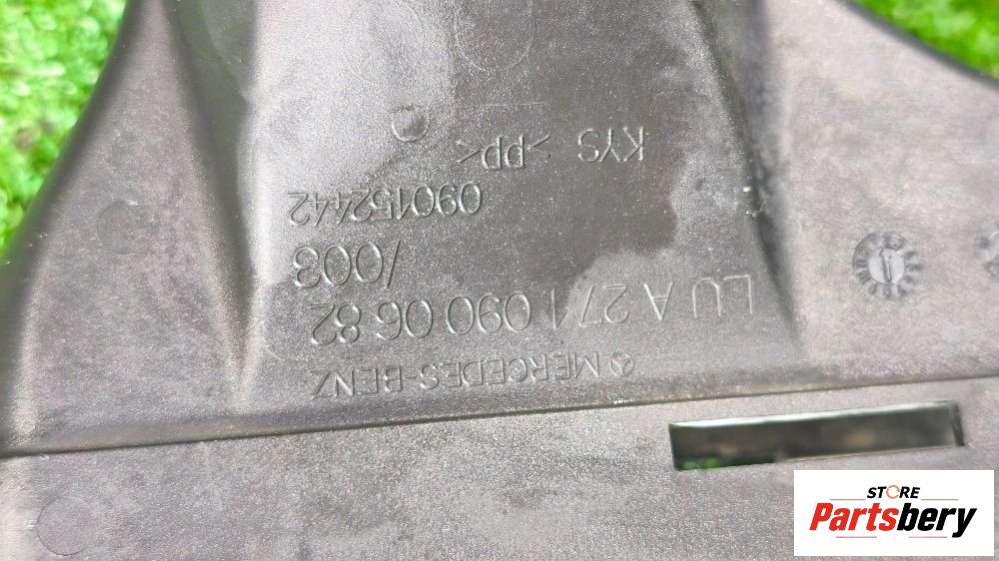 MERCEDES-BENZ
LU A 271 090 06 82
/003
090152442
KYS >PP<
STORE
Partsbery